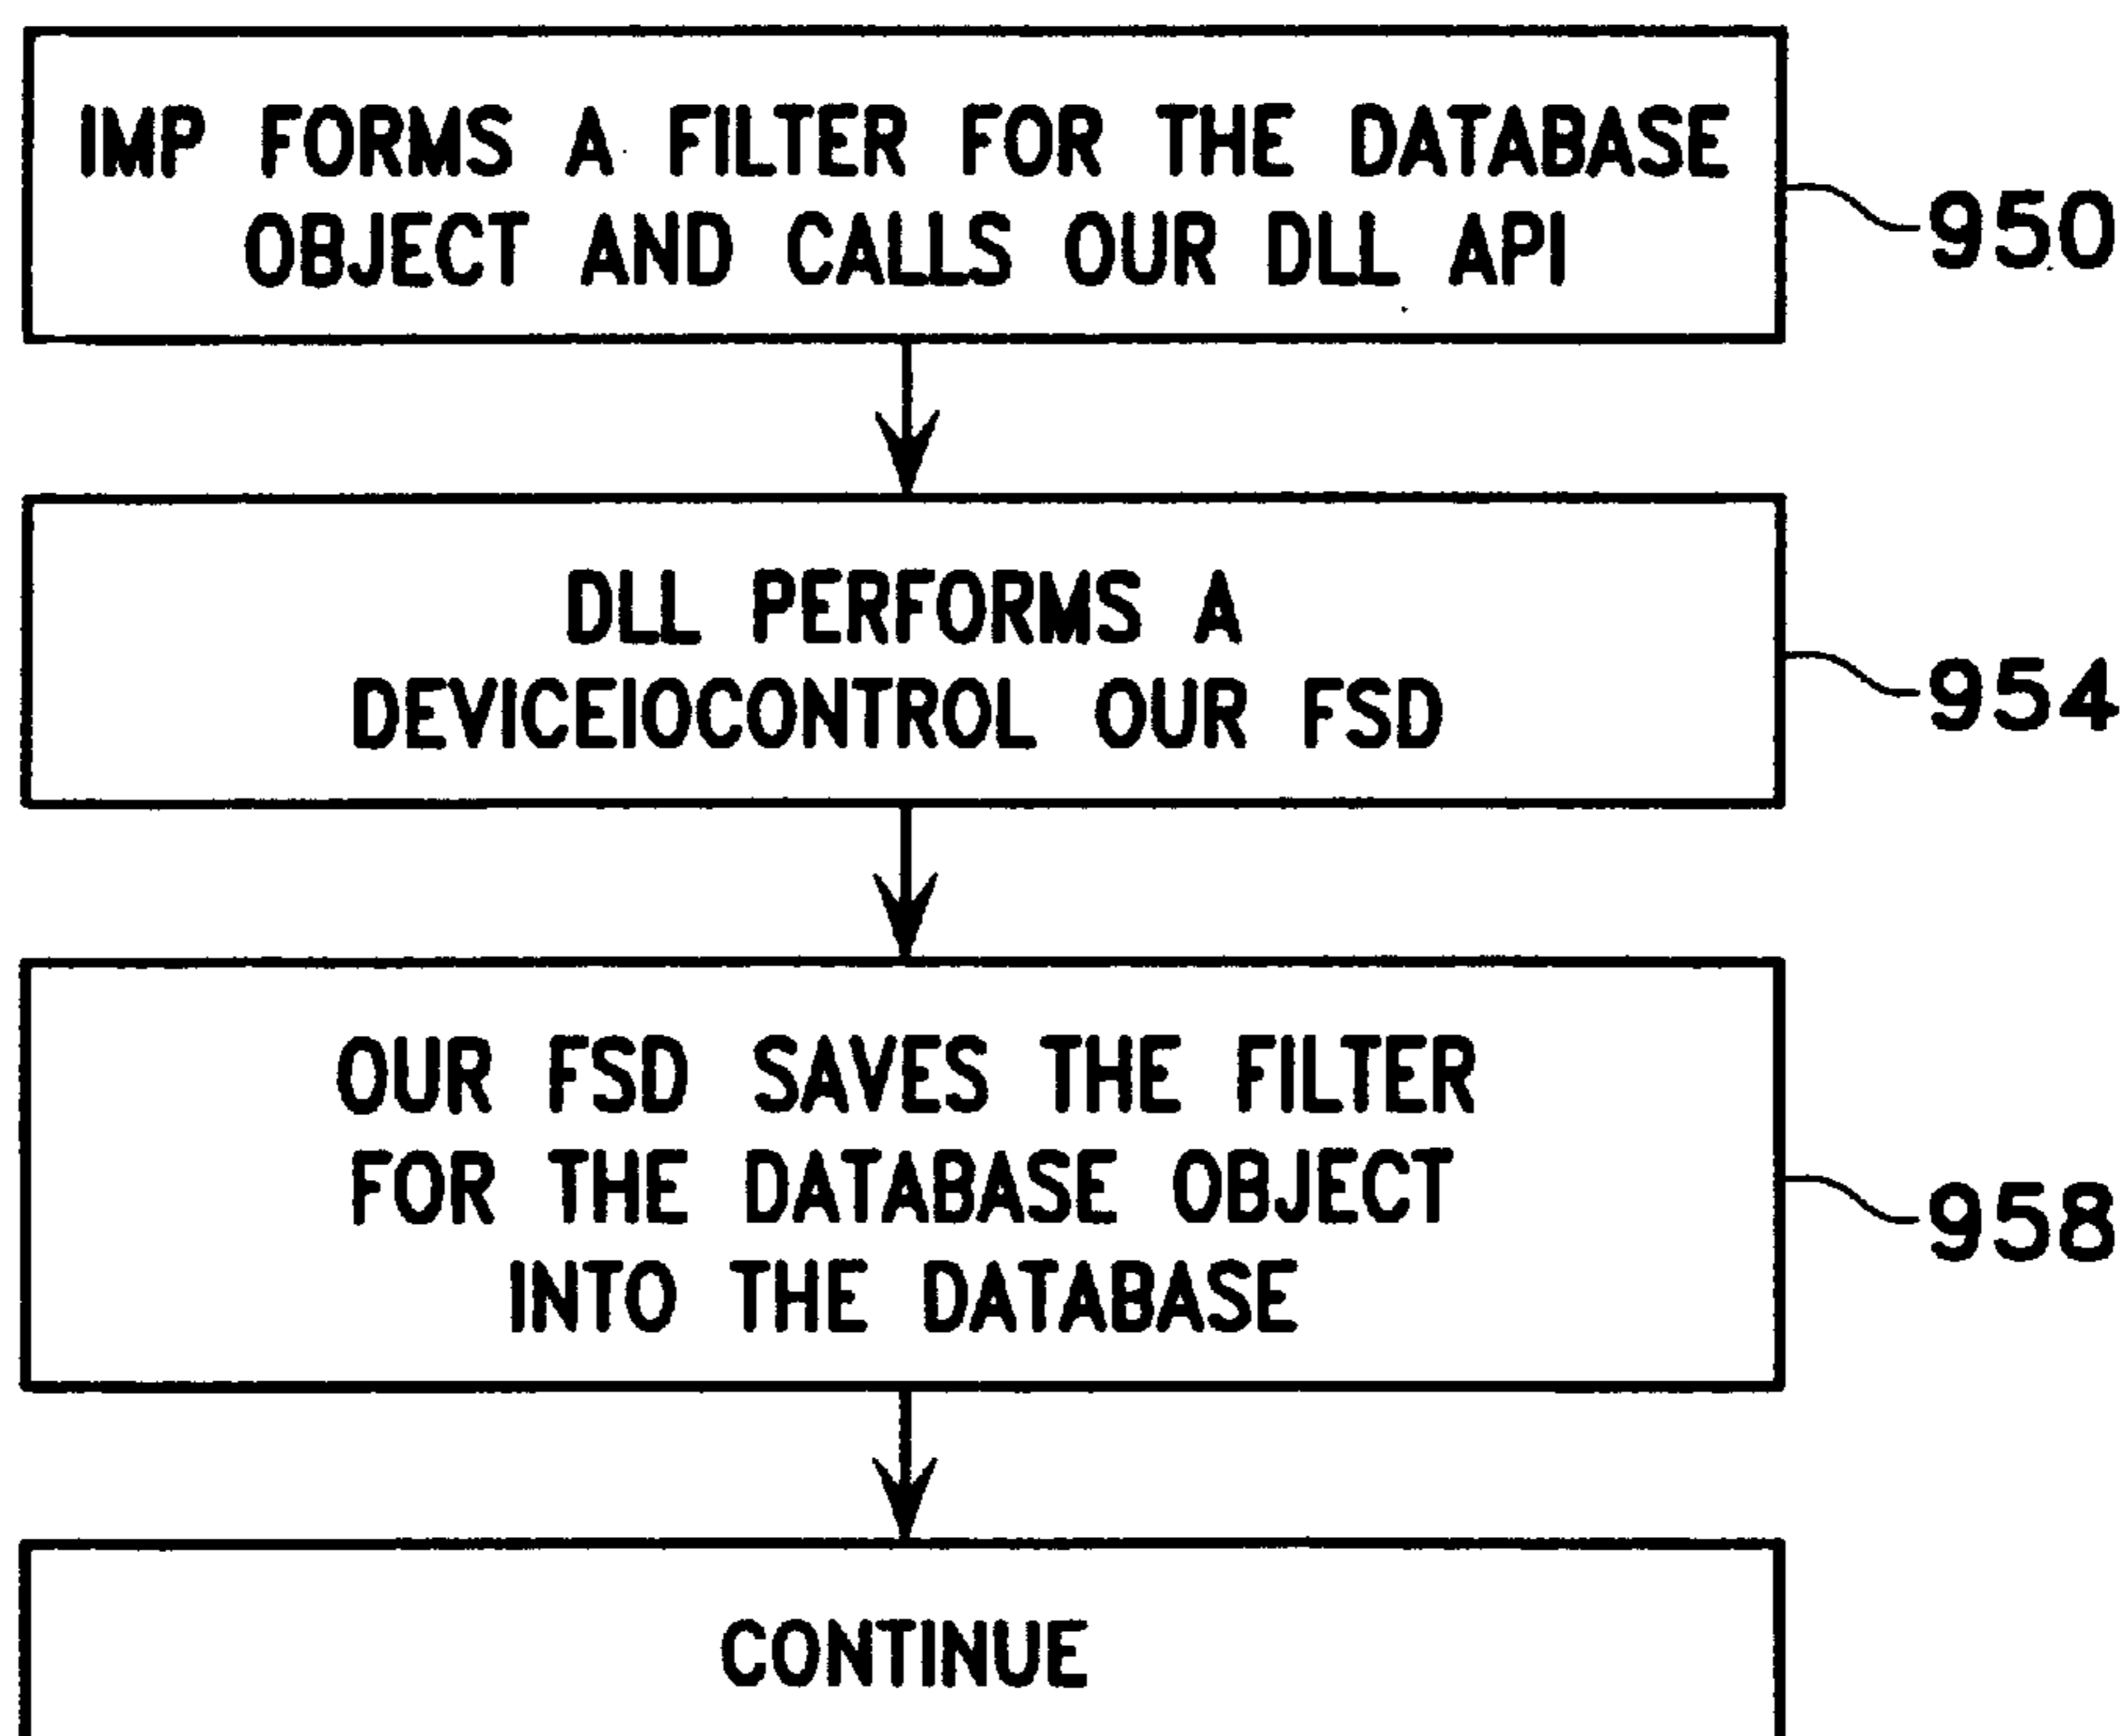 IMP FORMS A FILTER FOR THE DATABASE
OBJECT AND CALLS OUR DLL API
950
DLL PERFORMS A
DEVICEIOCONTROL OUR FSD
954
OUR FSD SAVES THE FILTER
FOR THE DATABASE OBJECT
INTO THE DATABASE
958
CONTINUE